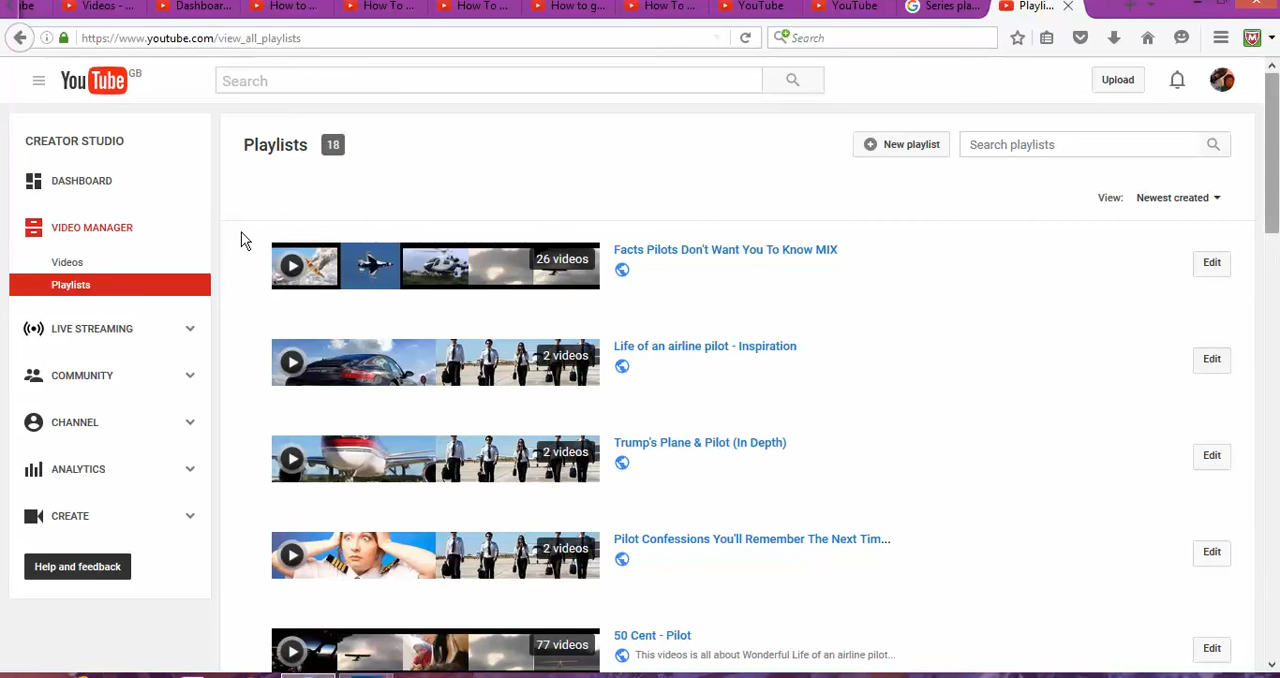 be
Videos - ...
Dashboar...
How to ...
How To ...
How To ...
How to g...
How To ...
YouTube
YouTube
Series pla...
Playli...
https://www.youtube.com/view_all_playlists
Search
YouTube GB
Search
Upload
CREATOR STUDIO
DASHBOARD
VIDEO MANAGER
Videos
Playlists
LIVE STREAMING
COMMUNITY
CHANNEL
ANALYTICS
CREATE
Help and feedback
Playlists 18
New playlist
Search playlists
View: Newest created
26 videos
Facts Pilots Don't Want You To Know MIX
Edit
2 videos
Life of an airline pilot - Inspiration
Edit
2 videos
Trump's Plane & Pilot (In Depth)
Edit
2 videos
Pilot Confessions You'll Remember The Next Tim...
Edit
77 videos
50 Cent - Pilot
This videos is all about Wonderful Life of an airline pilot...
Edit